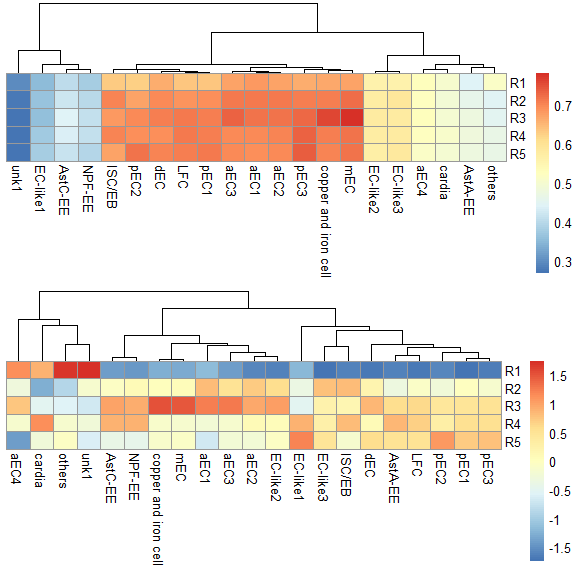 R1
R2
R3
R4
R5
0.7
0.6
0.5
0.4
0.3
unk1
EC-like1
AstC-EE
NPF-EE
ISC/EB
pEC2
dEC
LFC
pEC1
aEC3
aEC1
aEC2
pEC3
copper and iron cell
mEC
EC-like2
EC-like3
aEC4
cardia
AstA-EE
others
R1
R2
R3
R4
R5
1.5
1
0.5
0
-0.5
-1
-1.5
aEC4
cardia
others
unk1
AstC-EE
NPF-EE
copper and iron cell
mEC
aEC1
aEC3
aEC2
EC-like2
EC-like1
EC-like3
ISC/EB
dEC
AstA-EE
LFC
pEC2
pEC1
pEC3